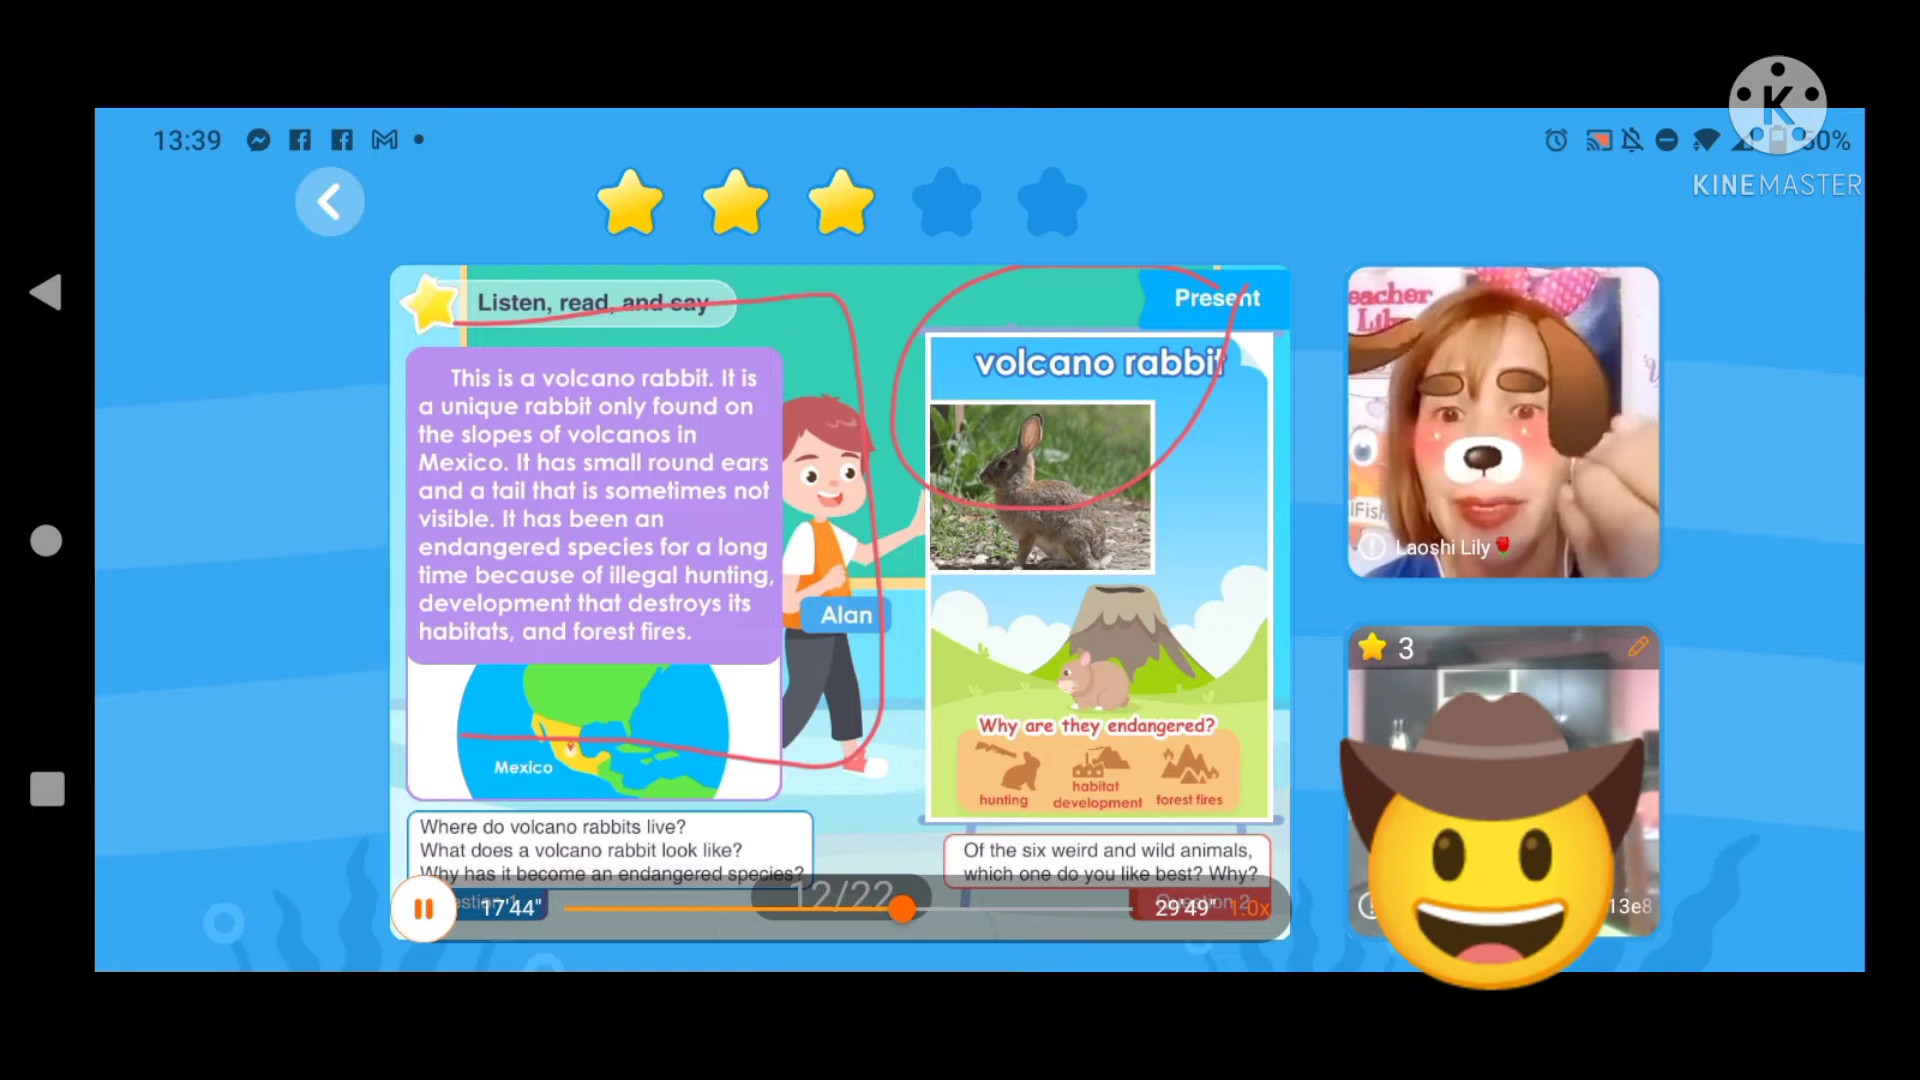 13:39
50%
KINEMASTER
Listen, read, and say
Present
This is a volcano rabbit. It is
a unique rabbit only found on
the slopes of volcanos in
Mexico. It has small round ears
and a tail that is sometimes not
visible. It has been an
endangered species for a long
time because of illegal hunting,
development that destroys its
habitats, and forest fires.
Alan
Mexico
volcano rabbit
Why are they endangered?
hunting
habitat
development
forest fires
Where do volcano rabbits live?
What does a volcano rabbit look like?
Why has it become an endangered species?
Of the six weird and wild animals,
which one do you like best? Why?
12/22
17'44"
29'49"
1.0x
eacher
Laoshi Lily
3
13e8